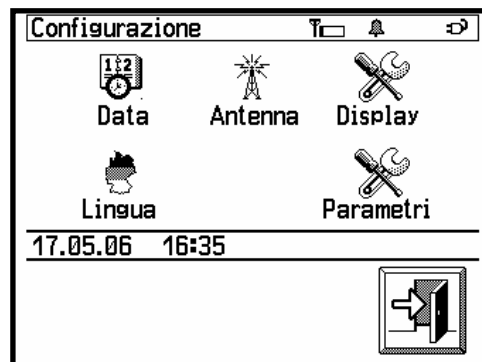 Configurazione
Data Antenna Display
Lingua Parametri
17.05.06 16:35